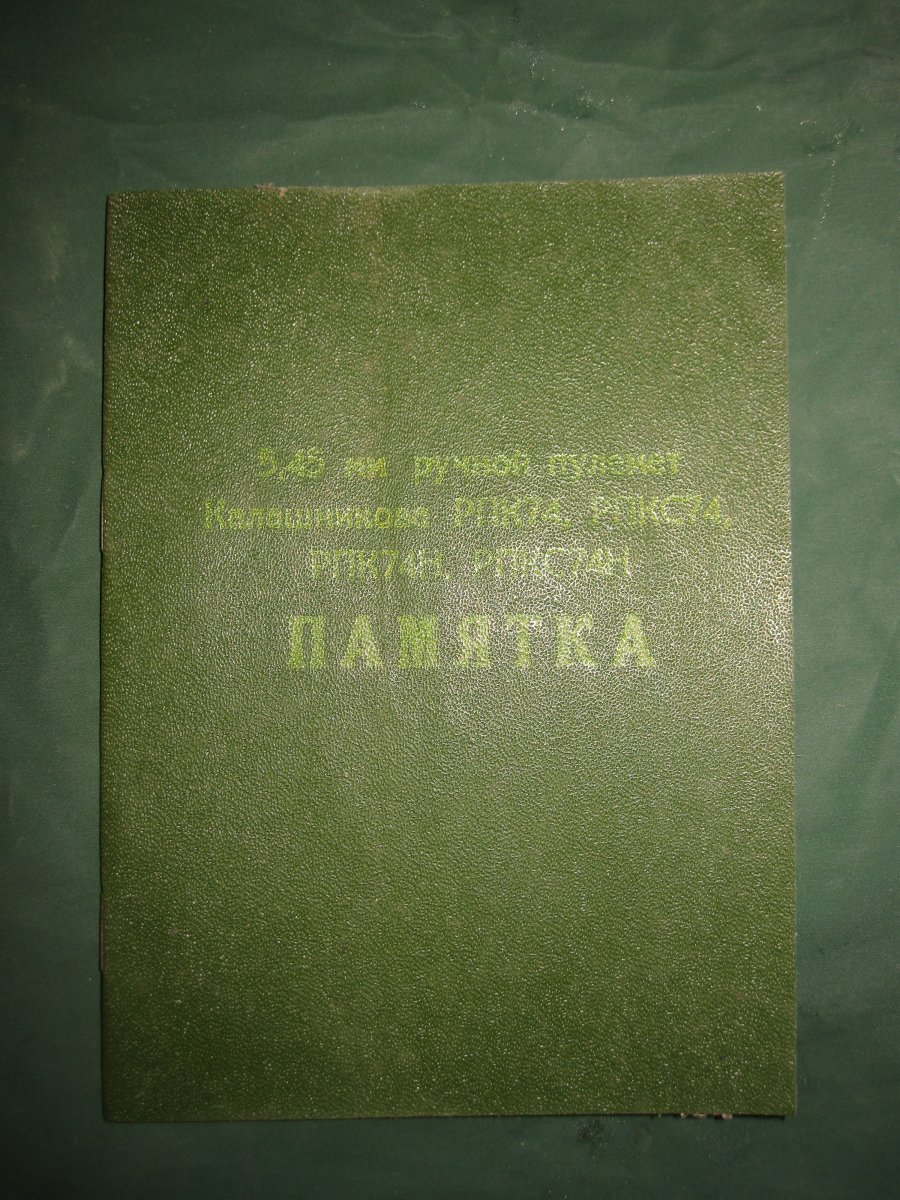 5,45 мм ручной пулемет
Калашникова РПК74, РПКС74,
РПК74Н, РПКС74Н
ПАМЯТКА